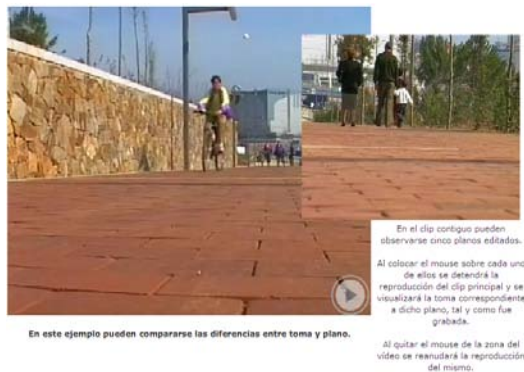 En el clip contiguo pueden
observarse cinco planos editados.
Al colocar el mouse sobre cada uno
de ellos se detendrá la
reproducción del clip principal y se
visualizará la toma correspondiente
a dicho plano, tal y como fue
grabada.
Al quitar el mouse de la zona del
vídeo se reanudará la reproducción
del mismo.
En este ejemplo pueden compararse las diferencias entre toma y plano.